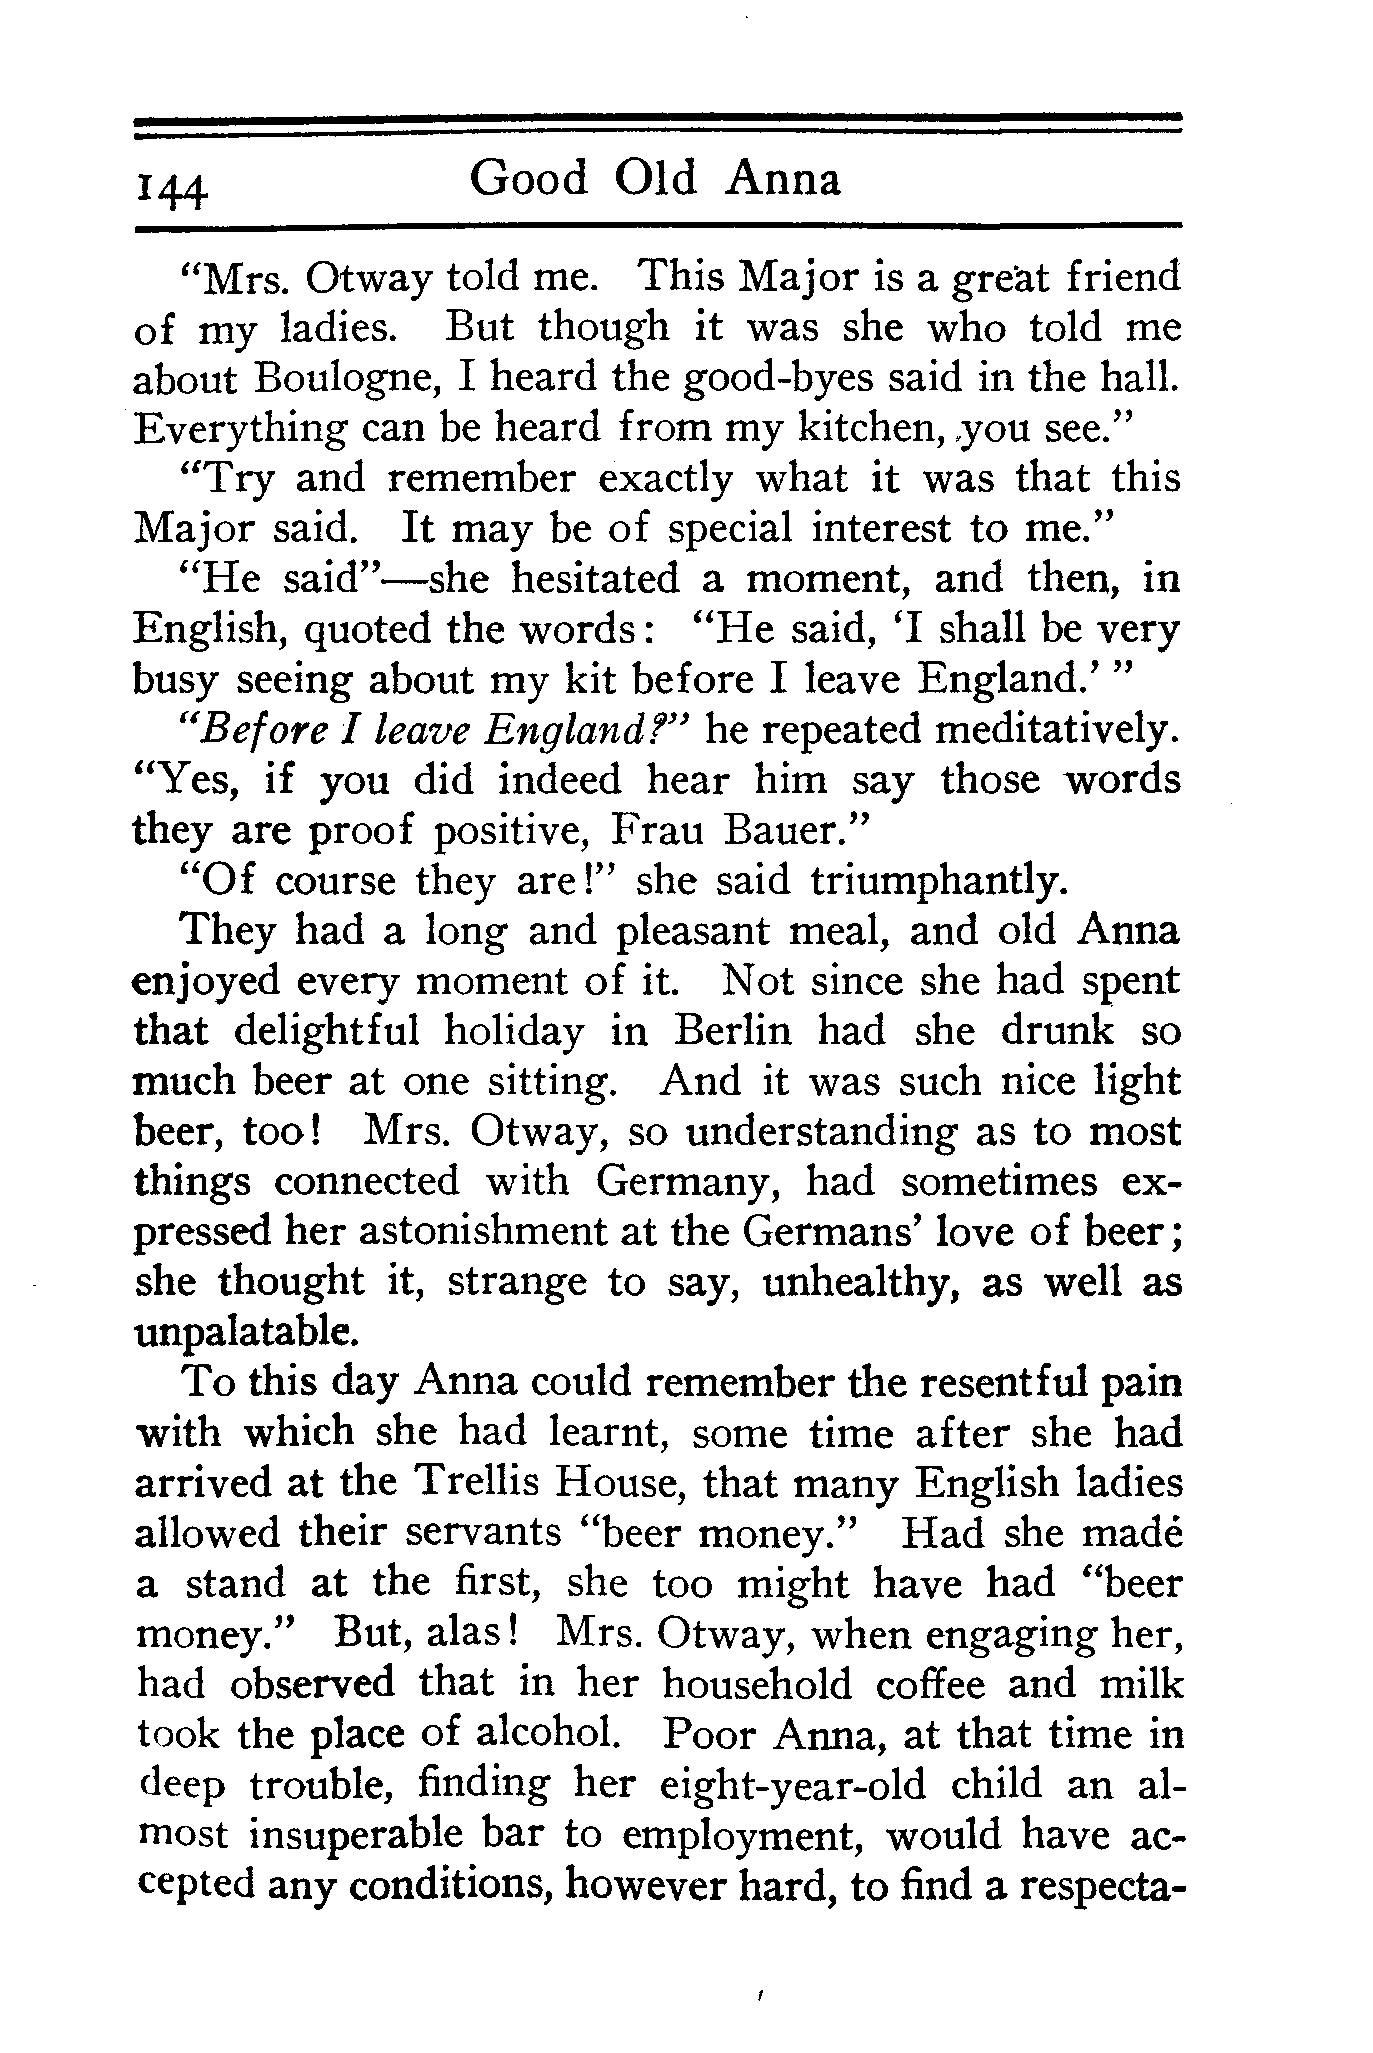 144 Good Old Anna
"Mrs. Otway told me. This Major is a great friend
of my ladies. But though it was she who told me
about Boulogne, I heard the good-byes said in the hall.
Everything can be heard from my kitchen, you see."
"Try and remember exactly what it was that this
Major said. It may be of special interest to me."
"He said"—she hesitated a moment, and then, in
English, quoted the words: "He said, 'I shall be very
busy seeing about my kit before I leave England.' "
"Before I leave England?" he repeated meditatively.
"Yes, if you did indeed hear him say those words
they are proof positive, Frau Bauer."
"Of course they are!" she said triumphantly.
They had a long and pleasant meal, and old Anna
enjoyed every moment of it. Not since she had spent
that delightful holiday in Berlin had she drunk so
much beer at one sitting. And it was such nice light
beer, too! Mrs. Otway, so understanding as to most
things connected with Germany, had sometimes ex-
pressed her astonishment at the Germans' love of beer;
she thought it, strange to say, unhealthy, as well as
unpalatable.
To this day Anna could remember the resentful pain
with which she had learnt, some time after she had
arrived at the Trellis House, that many English ladies
allowed their servants "beer money." Had she made
a stand at the first, she too might have had "beer
money." But, alas! Mrs. Otway, when engaging her,
had observed that in her household coffee and milk
took the place of alcohol. Poor Anna, at that time in
deep trouble, finding her eight-year-old child an al-
most insuperable bar to employment, would have ac-
cepted any conditions, however hard, to find a respecta-